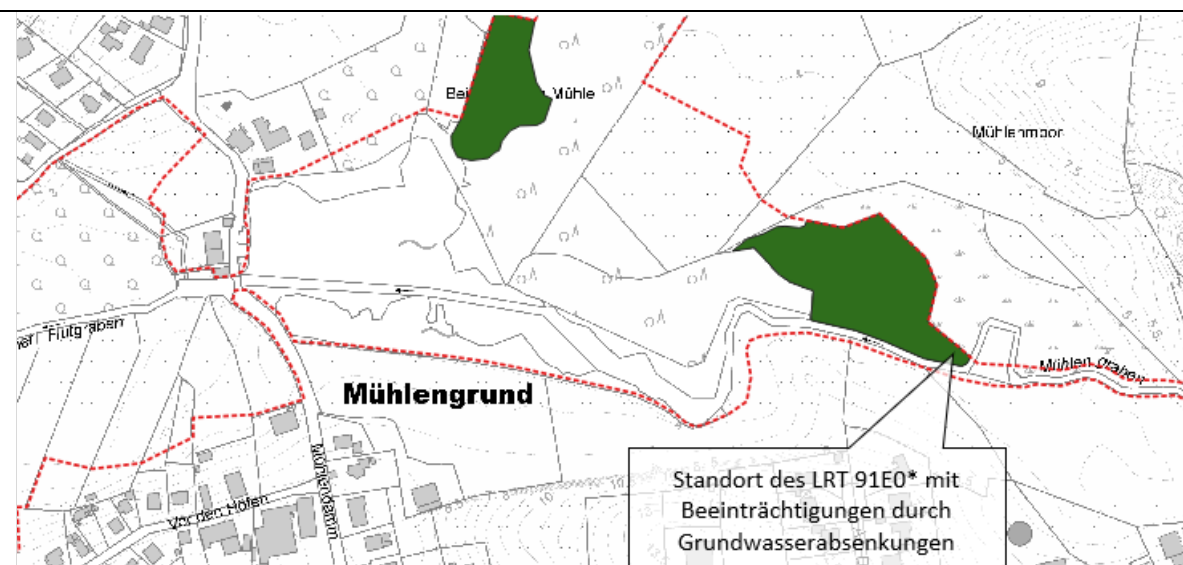 Mühle
Mühlenmoor
Flutgraben
Mühlengrund
Mühlengraben
Mühlendamm
Vor den Höfen
Standort des LRT 91E0* mit
Beeinträchtigungen durch
Grundwasserabsenkungen